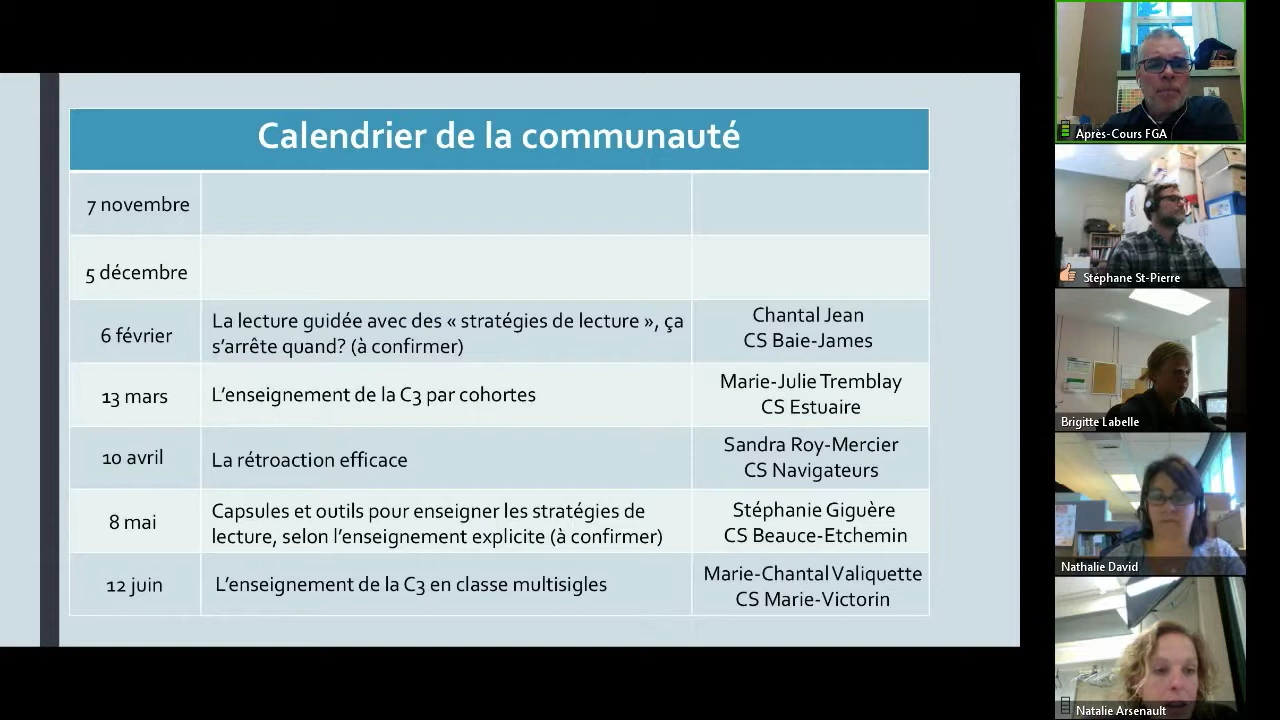 Calendrier de la communauté
7 novembre
5 décembre
6 février
La lecture guidée avec des « stratégies de lecture », ça
s'arrête quand? (à confirmer)
Chantal Jean
CS Baie-James
13 mars
L'enseignement de la C3 par cohortes
Marie-Julie Tremblay
CS Estuaire
10 avril
La rétroaction efficace
Sandra Roy-Mercier
CS Navigateurs
8 mai
Capsules et outils pour enseigner les stratégies de
lecture, selon l'enseignement explicite (à confirmer)
Stéphanie Giguère
CS Beauce-Etchemin
12 juin
L'enseignement de la C3 en classe multisigles
Marie-Chantal Valiquette
CS Marie-Victorin
Après-Cours FGA
Stéphane St-Pierre
Brigitte Labelle
Nathalie David
Natalie Arsenault